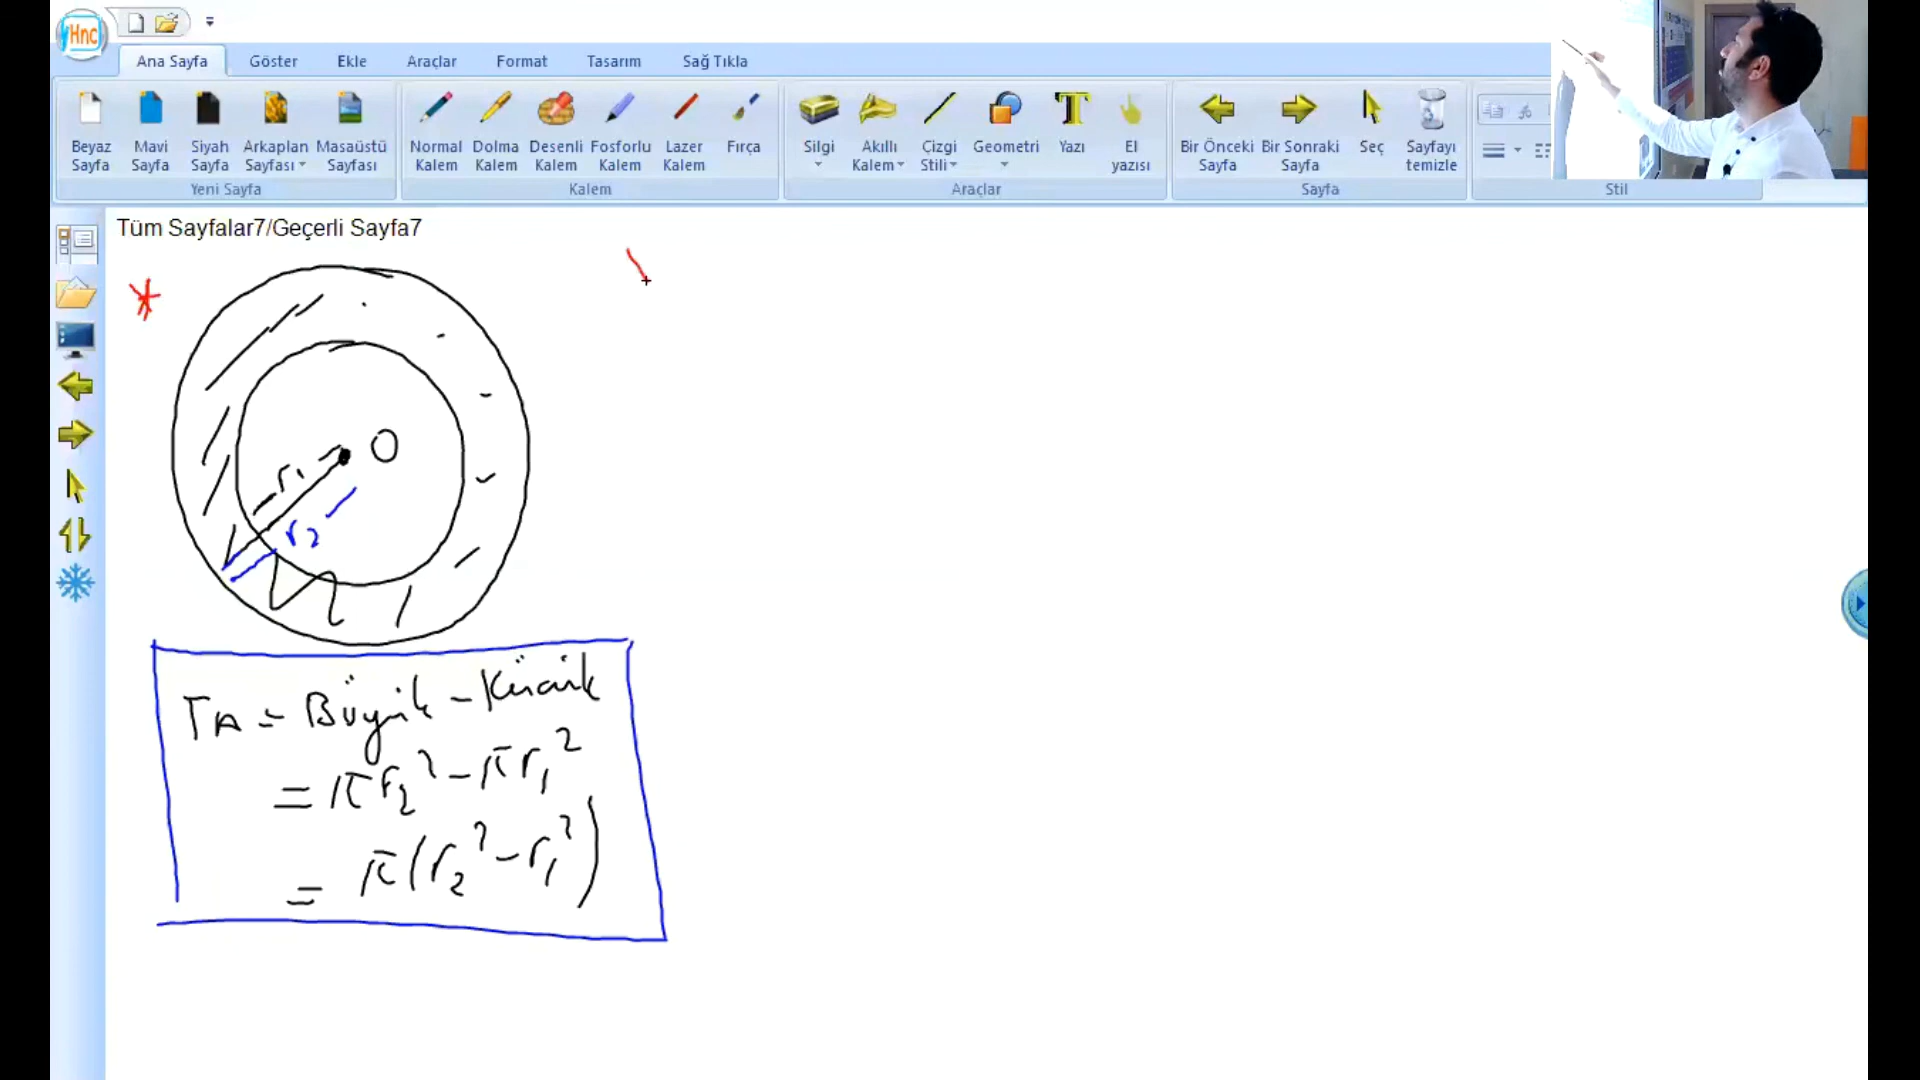 Hnc
Ana Sayfa Göster Ekle Araçlar Format Tasarım Sağ Tıkla
Beyaz Sayfa
Mavi Sayfa
Siyah Sayfa
Arkaplan Sayfası
Masaüstü Sayfası
Yeni Sayfa
Normal Kalem
Dolma Kalem
Desenli Kalem
Fosforlu Kalem
Lazer Kalem
Fırça
Kalem
Silgi
Akıllı Kalem
Çizgi Stili
Geometri
Yazı
El yazısı
Araçlar
Bir Önceki Sayfa
Bir Sonraki Sayfa
Seç
Sayfayı temizle
Sayfa
Stil
Tüm Sayfalar7/Geçerli Sayfa7
O
r₁
r₂
TA = Büyük - Küçük
= πr₂² - πr₁²
= π(r₂² - r₁²)